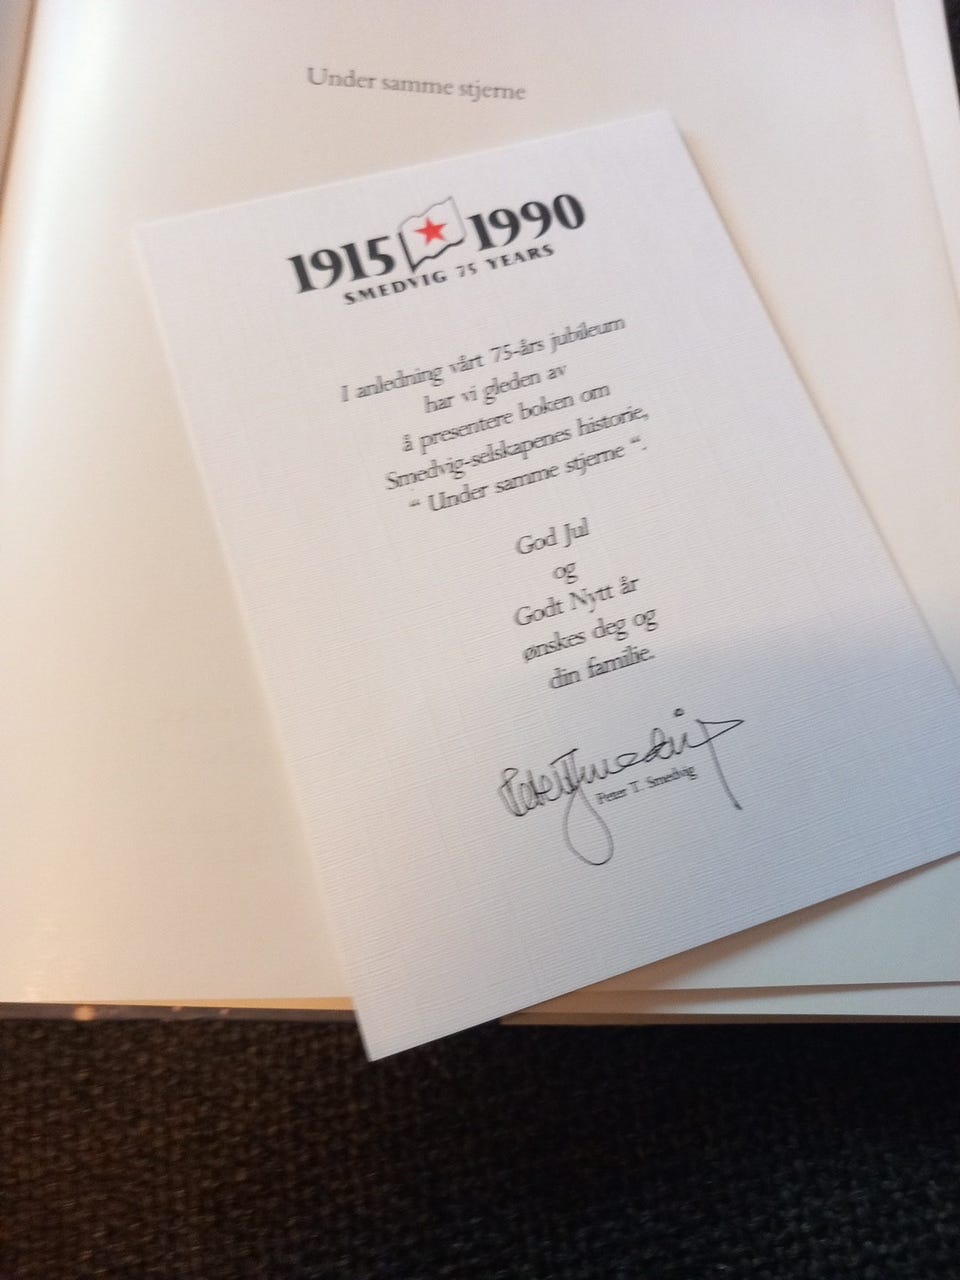 Under samme stjerne
1915 1990
SMEDVIG 75 YEARS
I anledning vårt 75-års jubileum
har vi gleden av
å presentere boken om
Smedvig-selskapenes historie,
“ Under samme stjerne “.
God Jul
og
Godt Nytt år
ønskes deg og
din familie.
Peter T Smedvig
Peter T. Smedvig